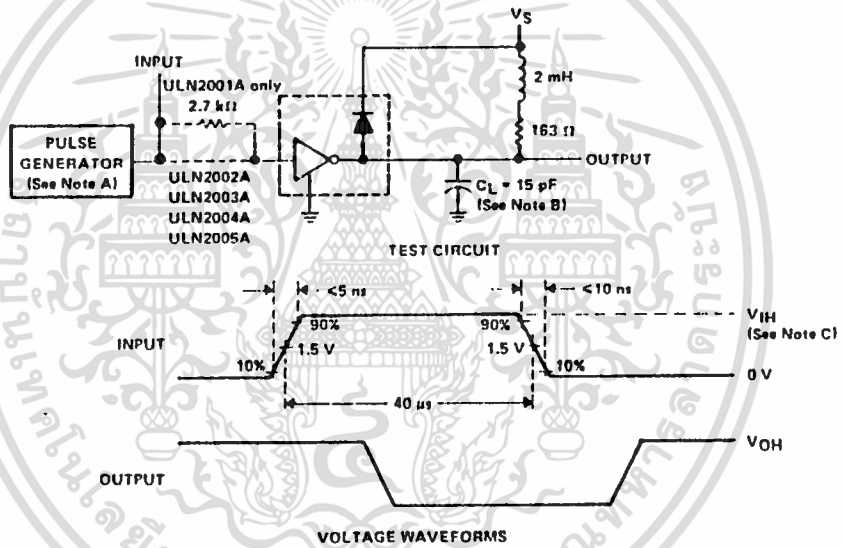 VS
INPUT
ULN2001A only
2.7 kΩ
2 mH
163 Ω
PULSE
GENERATOR
(See Note A)
OUTPUT
ULN2002A
ULN2003A
ULN2004A
ULN2005A
CL = 15 pF
(See Note B)
TEST CIRCUIT
<5 ns
<10 ns
INPUT
90%
90%
VIH
(See Note C)
1.5 V
1.5 V
10%
10%
0 V
40 µs
VOH
OUTPUT
VOLTAGE WAVEFORMS